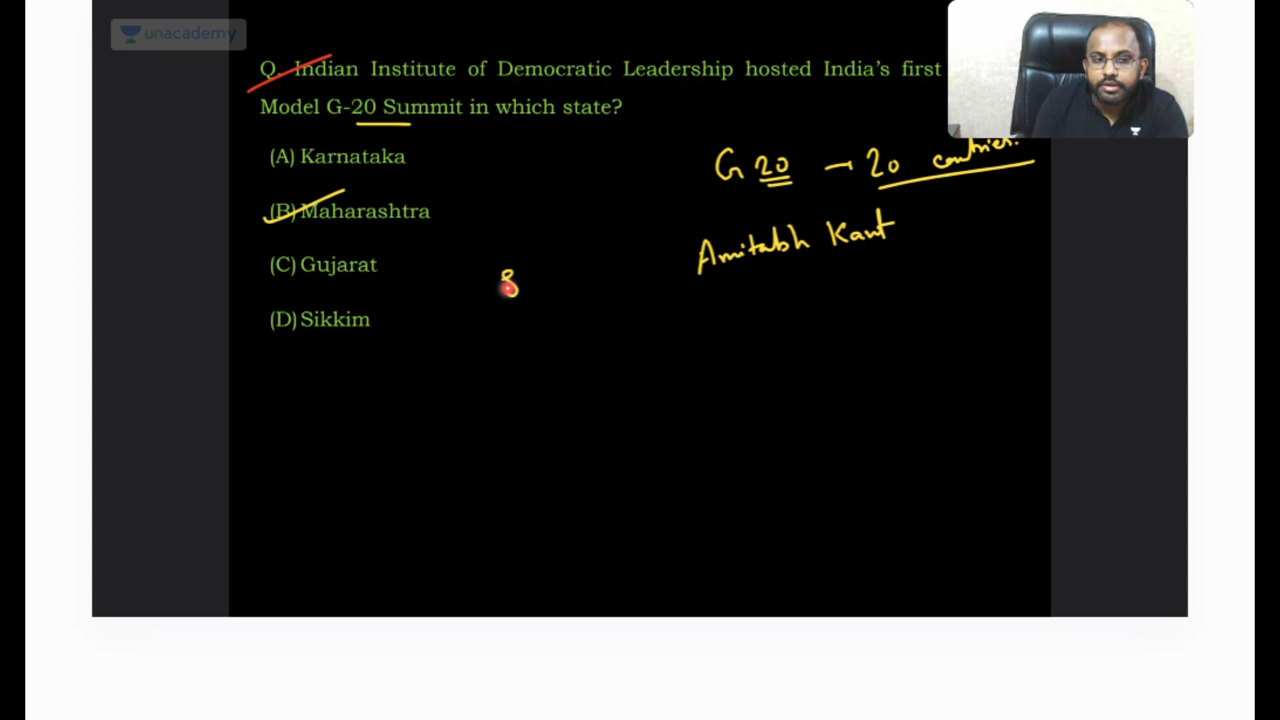 unacademy
Q. Indian Institute of Democratic Leadership hosted India's first
Model G-20 Summit in which state?
(A) Karnataka
(B) Maharashtra
(C) Gujarat
(D) Sikkim
G 20 → 20 countries.
Amitabh Kant
8